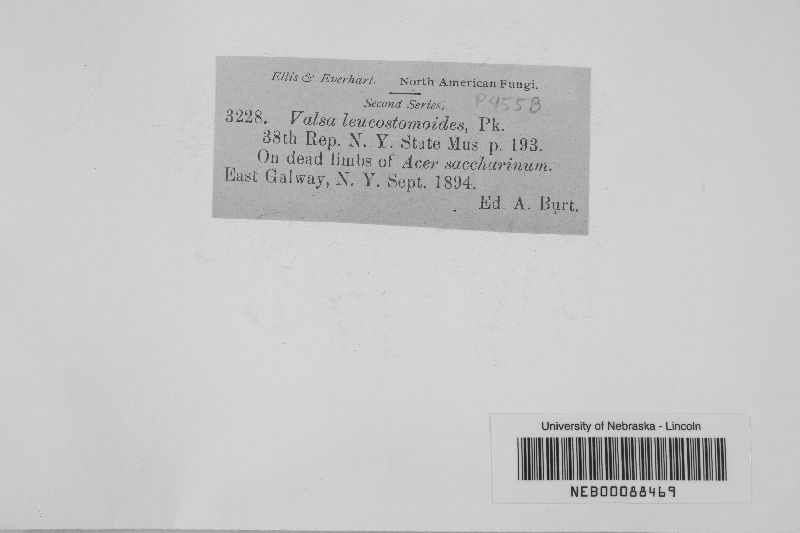 Ellis & Everhart. North American Fungi.
Second Series. P455B
3228. Valsa leucostomoides, Pk.
38th Rep. N. Y. State Mus p. 193.
On dead limbs of Acer saccharinum.
East Galway, N. Y. Sept. 1894.
Ed. A. Burt.
University of Nebraska - Lincoln
NEB00088469